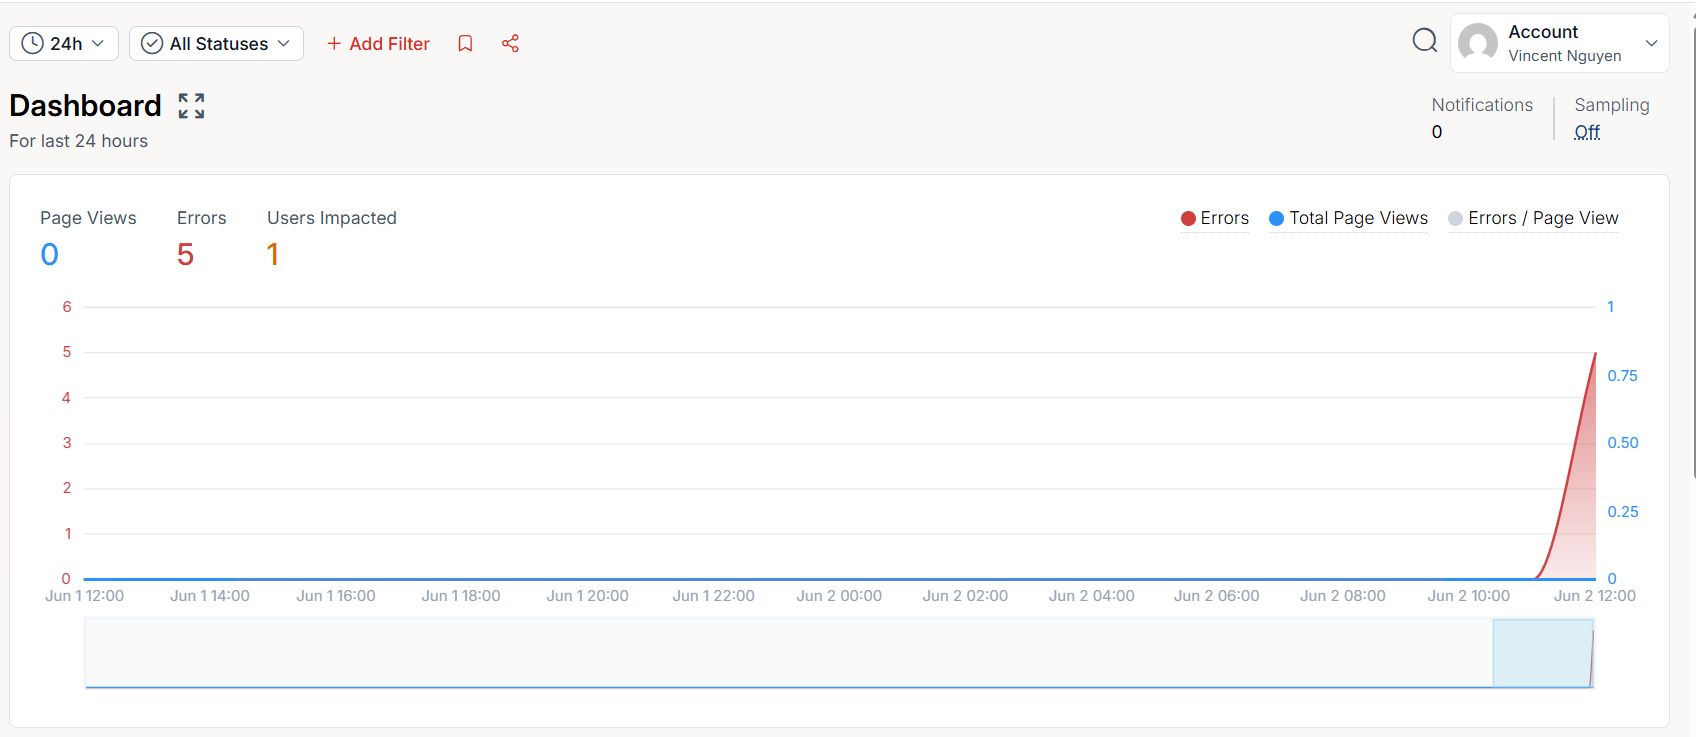 24h
All Statuses
+ Add Filter
Account
Vincent Nguyen
Dashboard
For last 24 hours
Notifications
0
Sampling
Off
Page Views
0
Errors
5
Users Impacted
1
Errors
Total Page Views
Errors / Page View
6
5
4
3
2
1
0
1
0.75
0.50
0.25
0
Jun 1 12:00
Jun 1 14:00
Jun 1 16:00
Jun 1 18:00
Jun 1 20:00
Jun 1 22:00
Jun 2 00:00
Jun 2 02:00
Jun 2 04:00
Jun 2 06:00
Jun 2 08:00
Jun 2 10:00
Jun 2 12:00